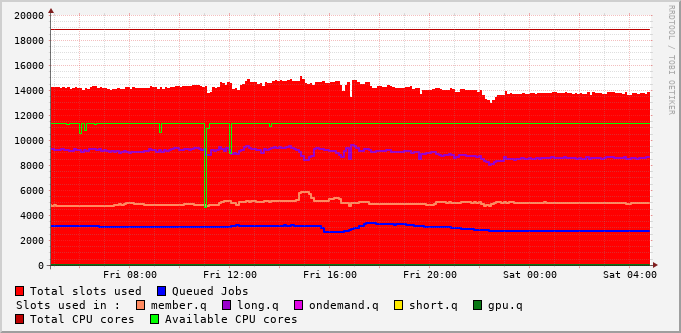 RRDTOOL / TOBI OETIKER
20000
18000
16000
14000
12000
10000
8000
6000
4000
2000
0
Fri 08:00 Fri 12:00 Fri 16:00 Fri 20:00 Sat 00:00 Sat 04:00
Total slots used Queued Jobs
Slots used in : member.q long.q ondemand.q short.q gpu.q
Total CPU cores Available CPU cores